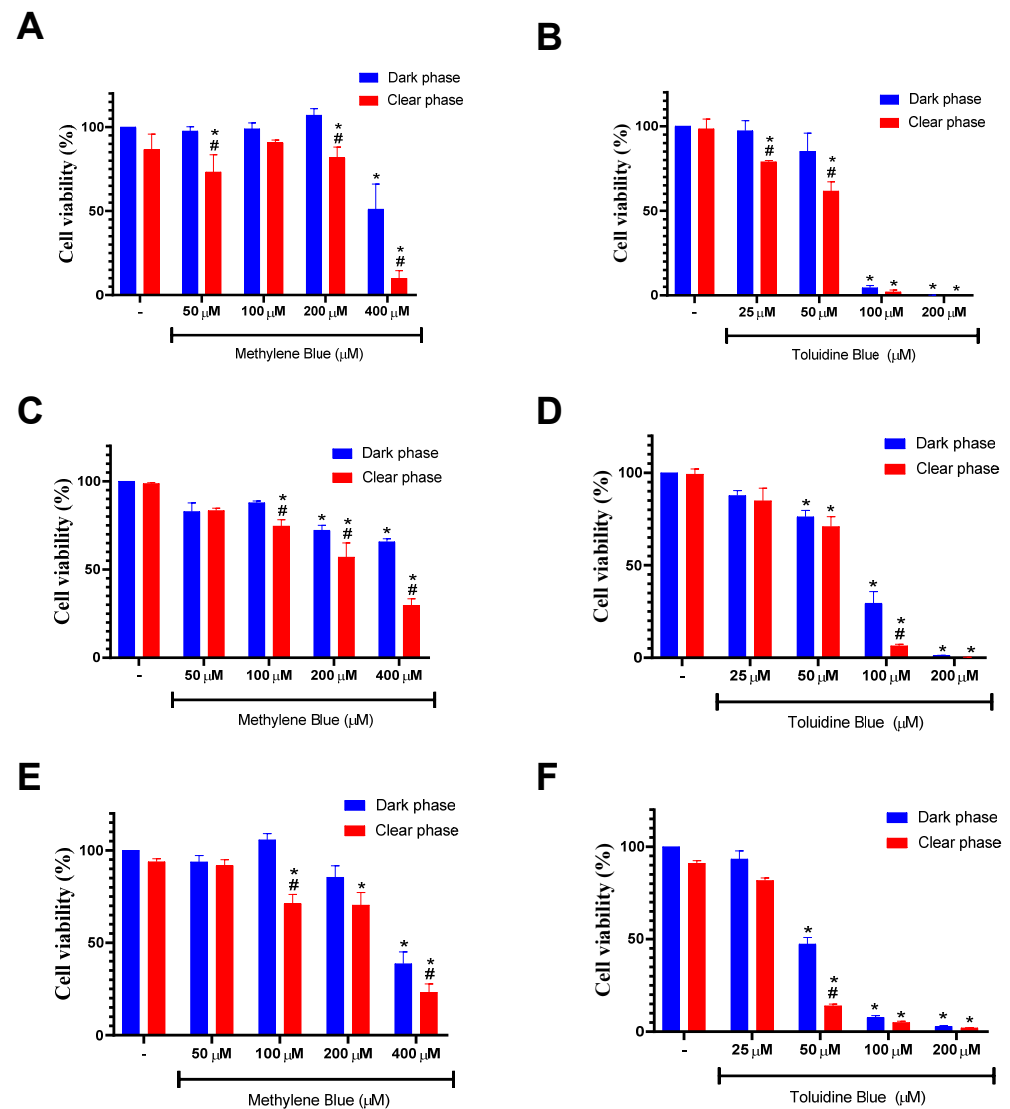 A
Dark phase
Clear phase
Cell viability (%)
100
50
0
* # * # * * #
- 50 μM 100 μM 200 μM 400 μM
Methylene Blue (μM)
B
Dark phase
Clear phase
Cell viability (%)
100
50
0
* # * # * * * *
- 25 μM 50 μM 100 μM 200 μM
Toluidine Blue (μM)
C
Dark phase
Clear phase
Cell viability (%)
100
50
0
* # * * # * * #
- 50 μM 100 μM 200 μM 400 μM
Methylene Blue (μM)
D
Dark phase
Clear phase
Cell viability (%)
100
50
0
* * * * # * *
- 25 μM 50 μM 100 μM 200 μM
Toluidine Blue (μM)
E
Dark phase
Clear phase
Cell viability (%)
100
50
0
* # * * * #
- 50 μM 100 μM 200 μM 400 μM
Methylene Blue (μM)
F
Dark phase
Clear phase
Cell viability (%)
100
50
0
* * # * * * *
- 25 μM 50 μM 100 μM 200 μM
Toluidine Blue (μM)